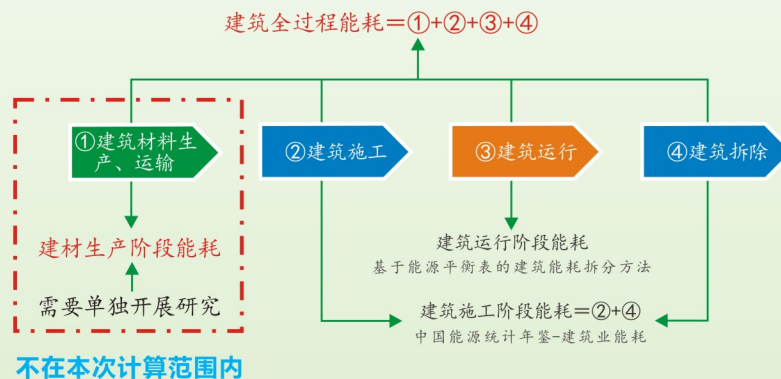 建筑全过程能耗＝①+②+③+④
①建筑材料生
产、运输
②建筑施工
③建筑运行
④建筑拆除
建材生产阶段能耗
需要单独开展研究
建筑运行阶段能耗
基于能源平衡表的建筑能耗拆分方法
建筑施工阶段能耗＝②+④
中国能源统计年鉴-建筑业能耗
不在本次计算范围内